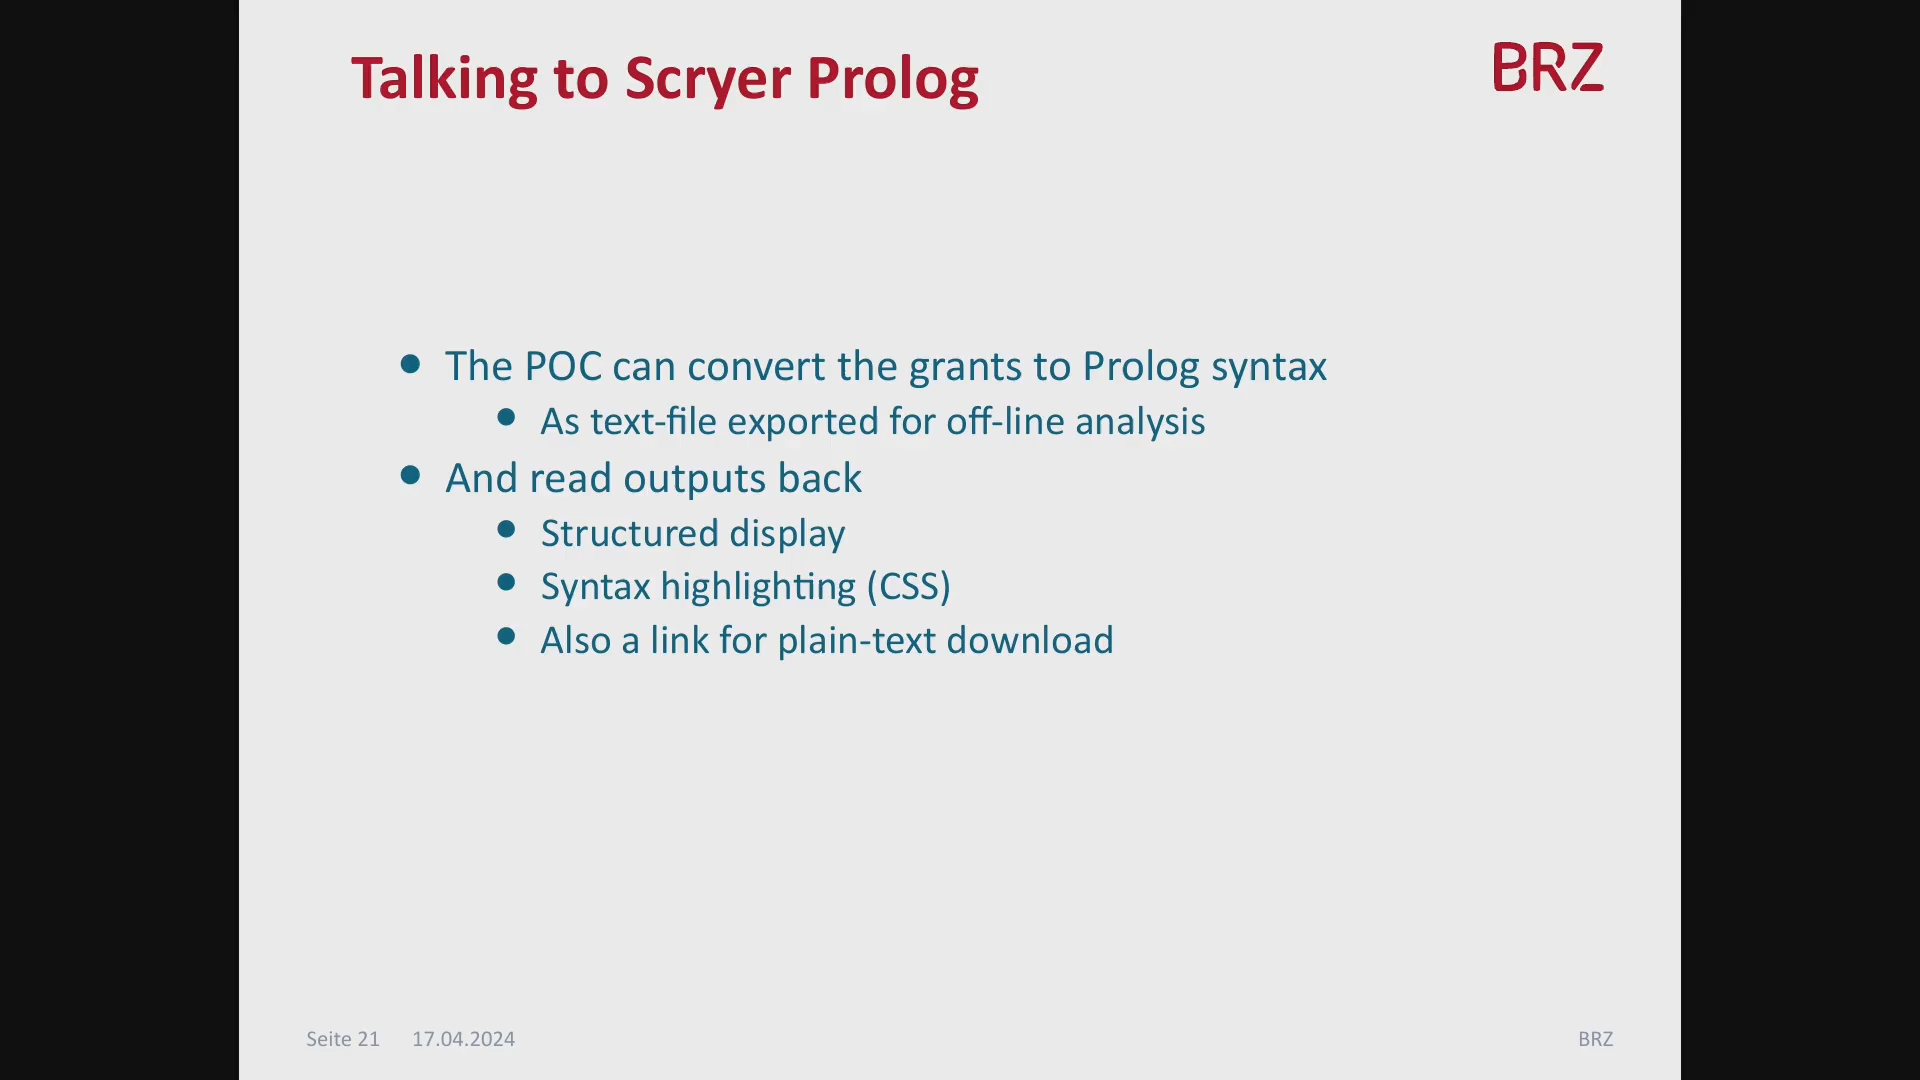 Talking to Scryer Prolog
BRZ
● The POC can convert the grants to Prolog syntax
● As text-file exported for off-line analysis
● And read outputs back
● Structured display
● Syntax highlighting (CSS)
● Also a link for plain-text download
Seite 21 17.04.2024
BRZ